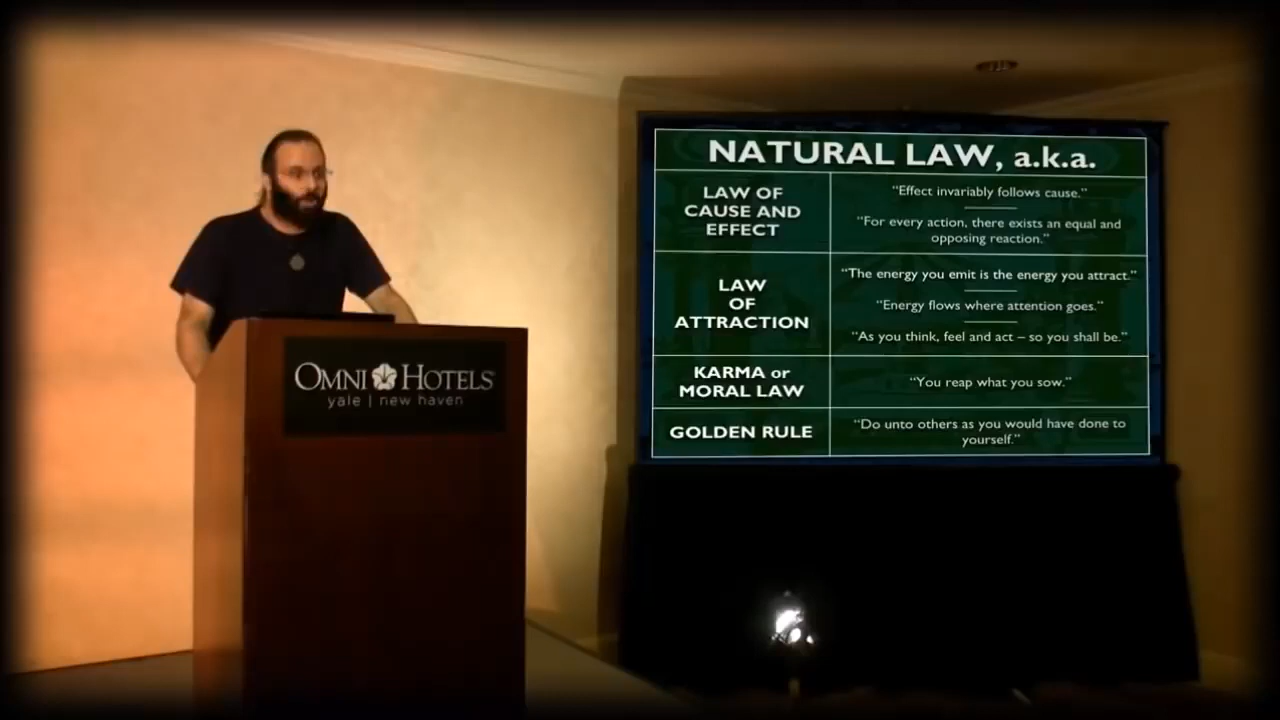 NATURAL LAW, a.k.a.
LAW OF
CAUSE AND
EFFECT
“Effect invariably follows cause.”
“For every action, there exists an equal and
opposing reaction.”
LAW
OF
ATTRACTION
“The energy you emit is the energy you attract.”
“Energy flows where attention goes.”
“As you think, feel and act – so you shall be.”
KARMA or
MORAL LAW
“You reap what you sow.”
GOLDEN RULE
“Do unto others as you would have done to
yourself.”
OMNI HOTELS
yale | new haven